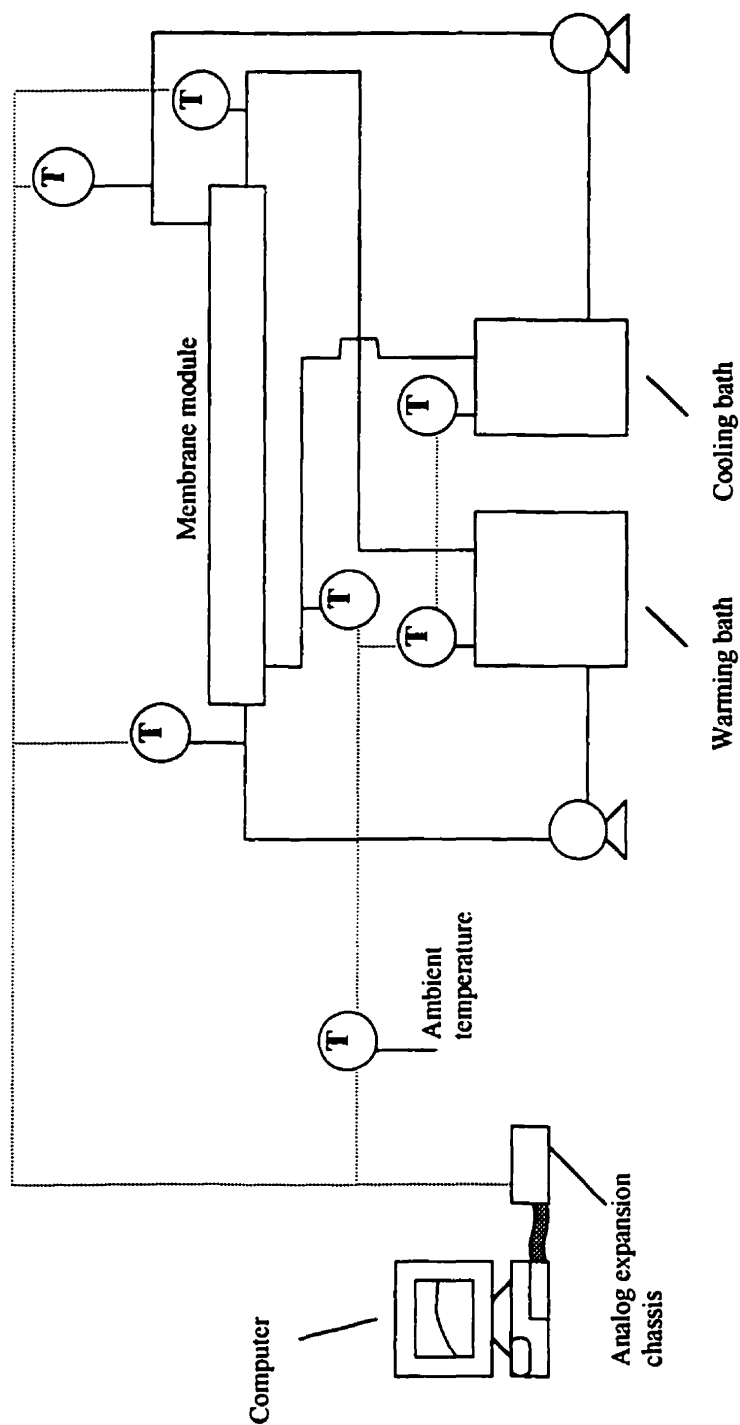 Computer
Analog expansion
chassis
T
Ambient
temperature
T
T
T
T
T
T
Membrane module
Warming bath
Cooling bath